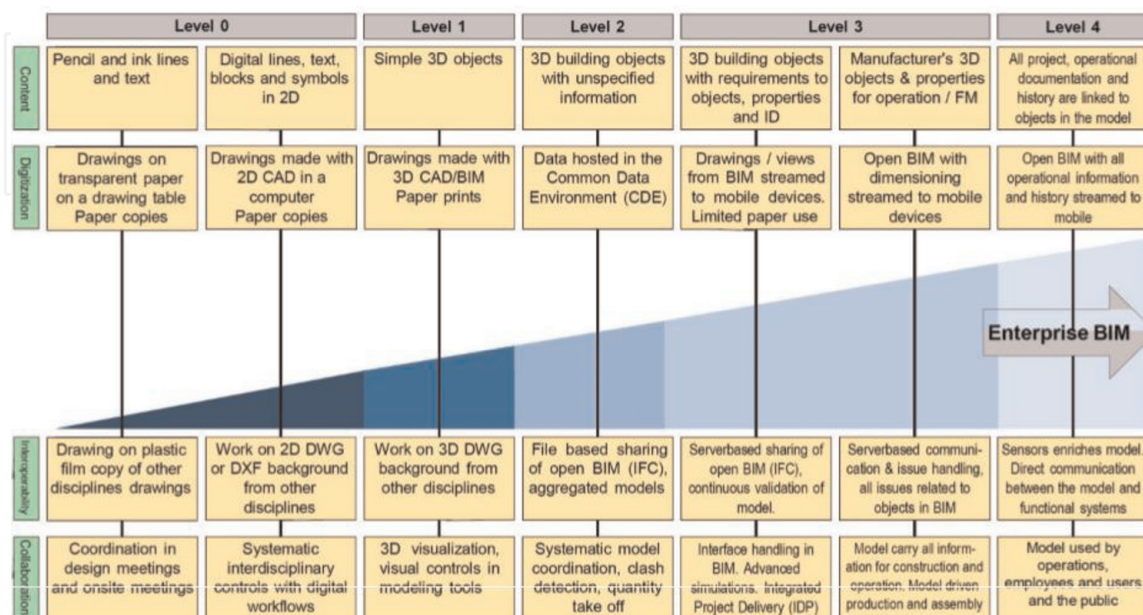 Level 0
Level 1
Level 2
Level 3
Level 4
Content
Pencil and ink lines
and text
Digital lines, text,
blocks and symbols
in 2D
Simple 3D objects
3D building objects
with unspecified
information
3D building objects
with requirements to
objects, properties
and ID
Manufacturer's 3D
objects & properties
for operation / FM
All project, operational
documentation and
history are linked to
objects in the model
Digitization
Drawings on
transparent paper
on a drawing table
Paper copies
Drawings made with
2D CAD in a
computer
Paper copies
Drawings made with
3D CAD/BIM
Paper prints
Data hosted in the
Common Data
Environment (CDE)
Drawings / views
from BIM streamed
to mobile devices.
Limited paper use
Open BIM with
dimensioning
streamed to mobile
devices
Open BIM with all
operational information
and history streamed to
mobile
Enterprise BIM
Interoperability
Drawing on plastic
film copy of other
disciplines drawings
Work on 2D DWG
or DXF background
from other
disciplines
Work on 3D DWG
background from
other disciplines
File based sharing
of open BIM (IFC),
aggregated models
Serverbased sharing of
open BIM (IFC),
continuous validation of
model.
Serverbased communi-
cation & issue handling,
all issues related to
objects in BIM
Sensors enriches model.
Direct communication
between the model and
functional systems
Collaboration
Coordination in
design meetings
and onsite meetings
Systematic
interdisciplinary
controls with digital
workflows
3D visualization,
visual controls in
modeling tools
Systematic model
coordination, clash
detection, quantity
take off
Interface handling in
BIM. Advanced
simulations. Integrated
Project Delivery (IDP)
Model carry all inform-
ation for construction and
operation. Model driven
production and assembly
Model used by
operations,
employees and users
and the public